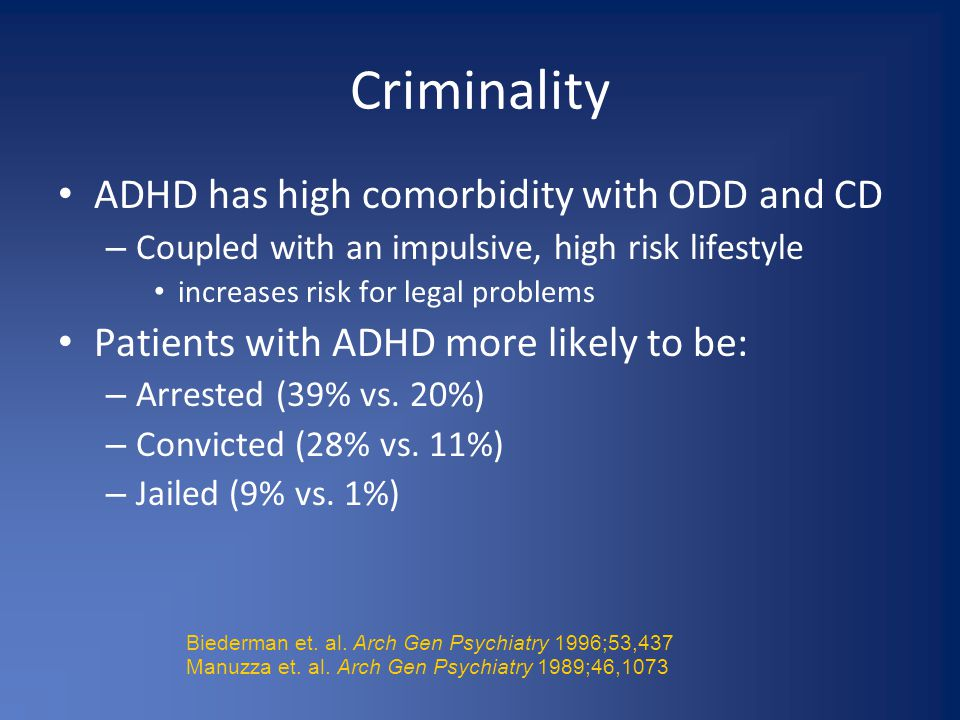 Criminality
• ADHD has high comorbidity with ODD and CD
– Coupled with an impulsive, high risk lifestyle
• increases risk for legal problems
• Patients with ADHD more likely to be:
– Arrested (39% vs. 20%)
– Convicted (28% vs. 11%)
– Jailed (9% vs. 1%)
Biederman et. al. Arch Gen Psychiatry 1996;53,437
Manuzza et. al. Arch Gen Psychiatry 1989;46,1073